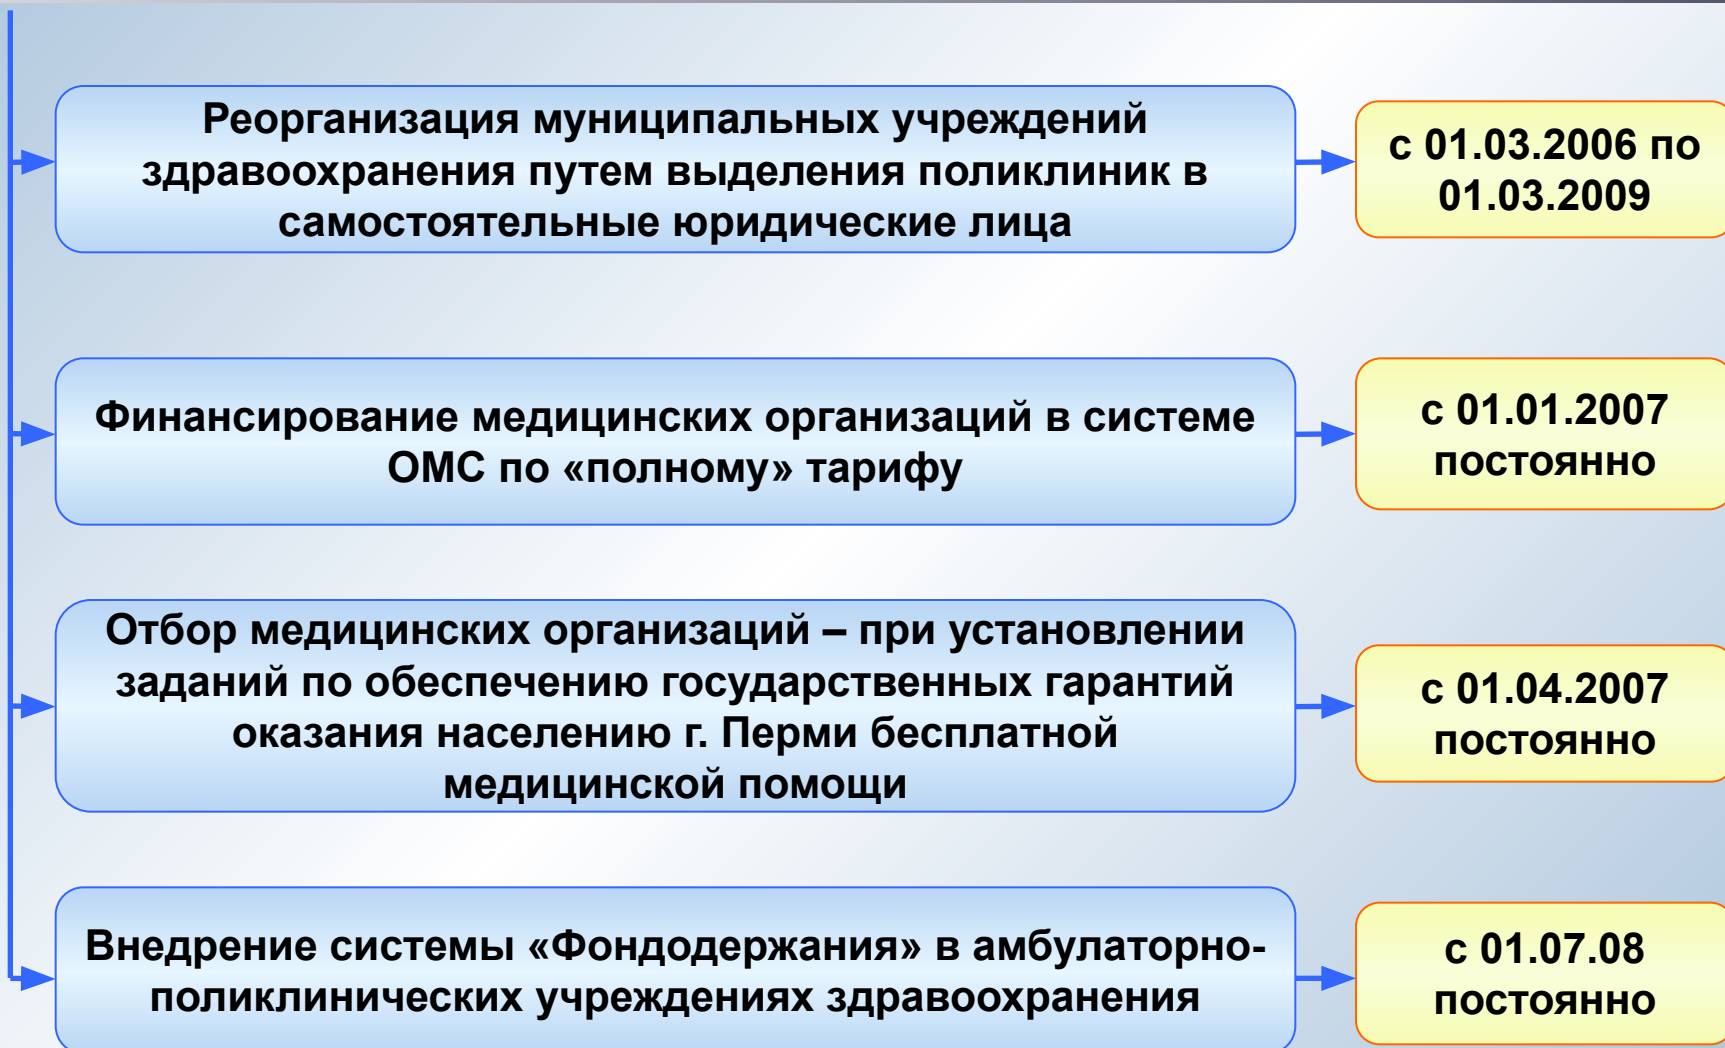 Реорганизация муниципальных учреждений
здравоохранения путем выделения поликлиник в
самостоятельные юридические лица
с 01.03.2006 по
01.03.2009
Финансирование медицинских организаций в системе
ОМС по «полному» тарифу
с 01.01.2007
постоянно
Отбор медицинских организаций – при установлении
заданий по обеспечению государственных гарантий
оказания населению г. Перми бесплатной
медицинской помощи
с 01.04.2007
постоянно
Внедрение системы «Фондодержания» в амбулаторно-
поликлинических учреждениях здравоохранения
с 01.07.08
постоянно